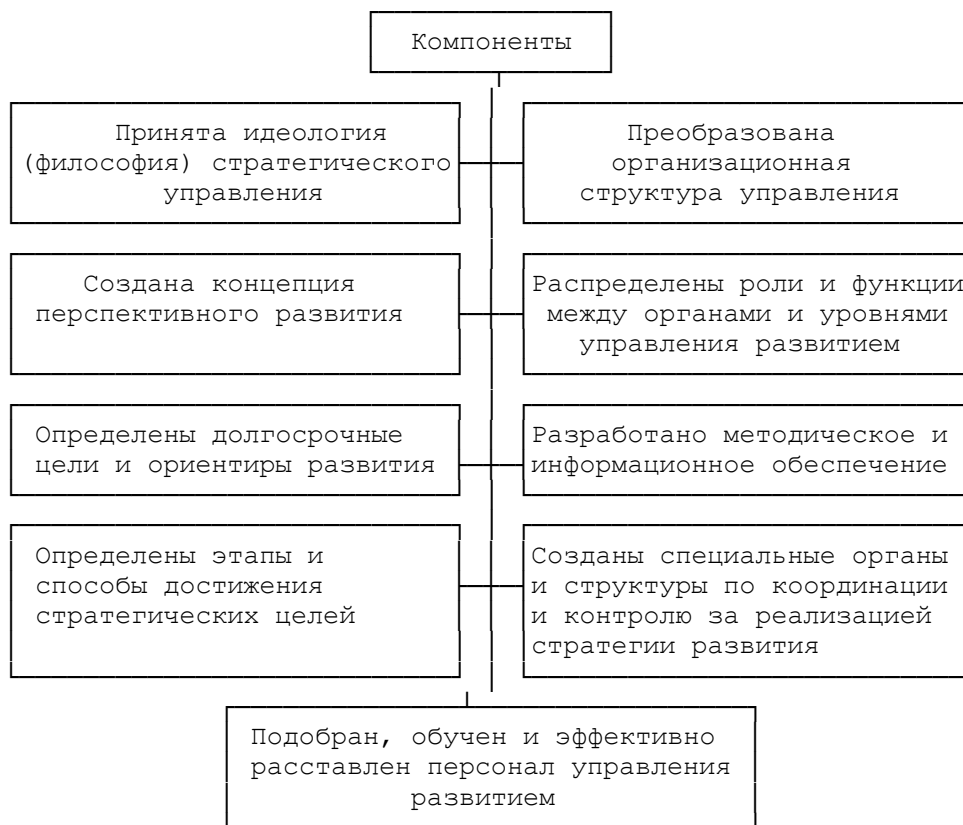 Компоненты
Принята идеология
(философия) стратегического
управления
Преобразована
организационная
структура управления
Создана концепция
перспективного развития
Распределены роли и функции
между органами и уровнями
управления развитием
Определены долгосрочные
цели и ориентиры развития
Разработано методическое и
информационное обеспечение
Определены этапы и
способы достижения
стратегических целей
Созданы специальные органы
и структуры по координации
и контролю за реализацией
стратегии развития
Подобран, обучен и эффективно
расставлен персонал управления
развитием